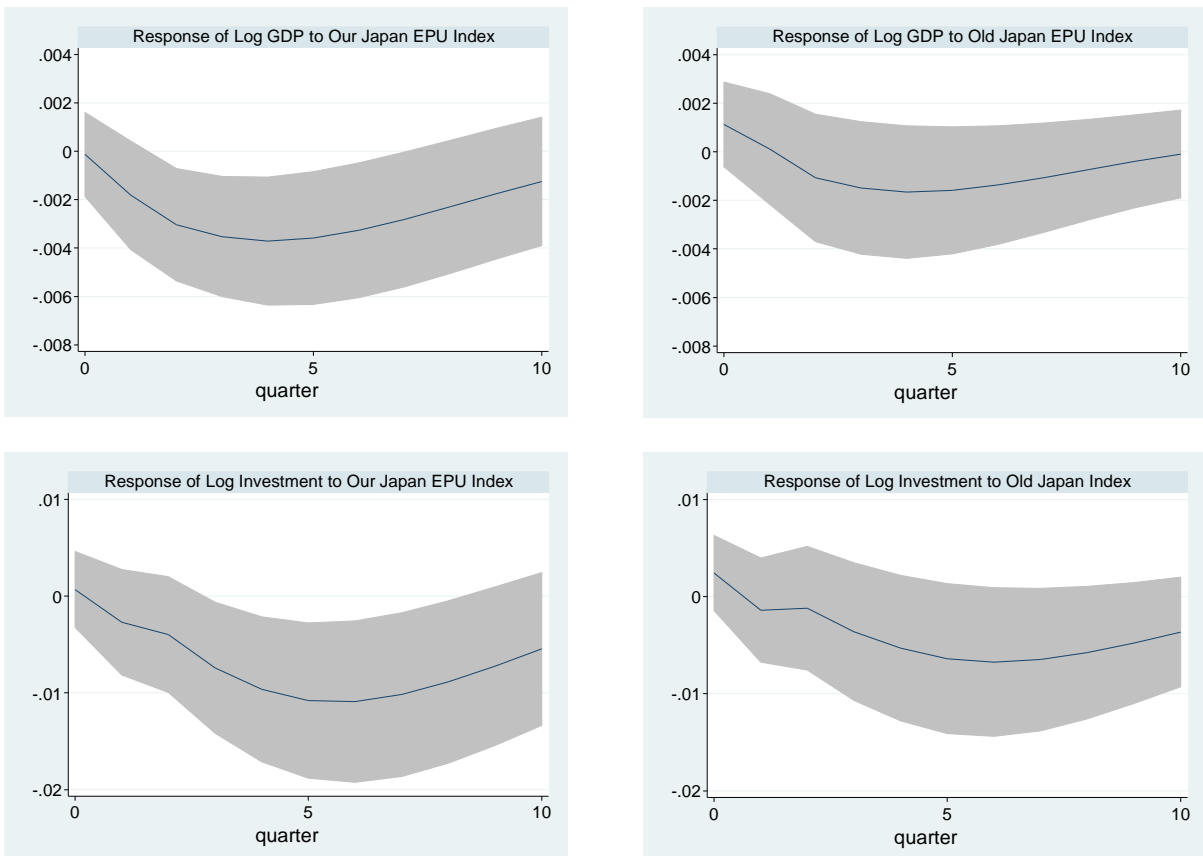 Response of Log GDP to Our Japan EPU Index
.004
.002
0
-.002
-.004
-.006
-.008
0 5 10
quarter
Response of Log GDP to Old Japan EPU Index
.004
.002
0
-.002
-.004
-.006
-.008
0 5 10
quarter
Response of Log Investment to Our Japan EPU Index
.01
0
-.01
-.02
0 5 10
quarter
Response of Log Investment to Old Japan Index
.01
0
-.01
-.02
0 5 10
quarter